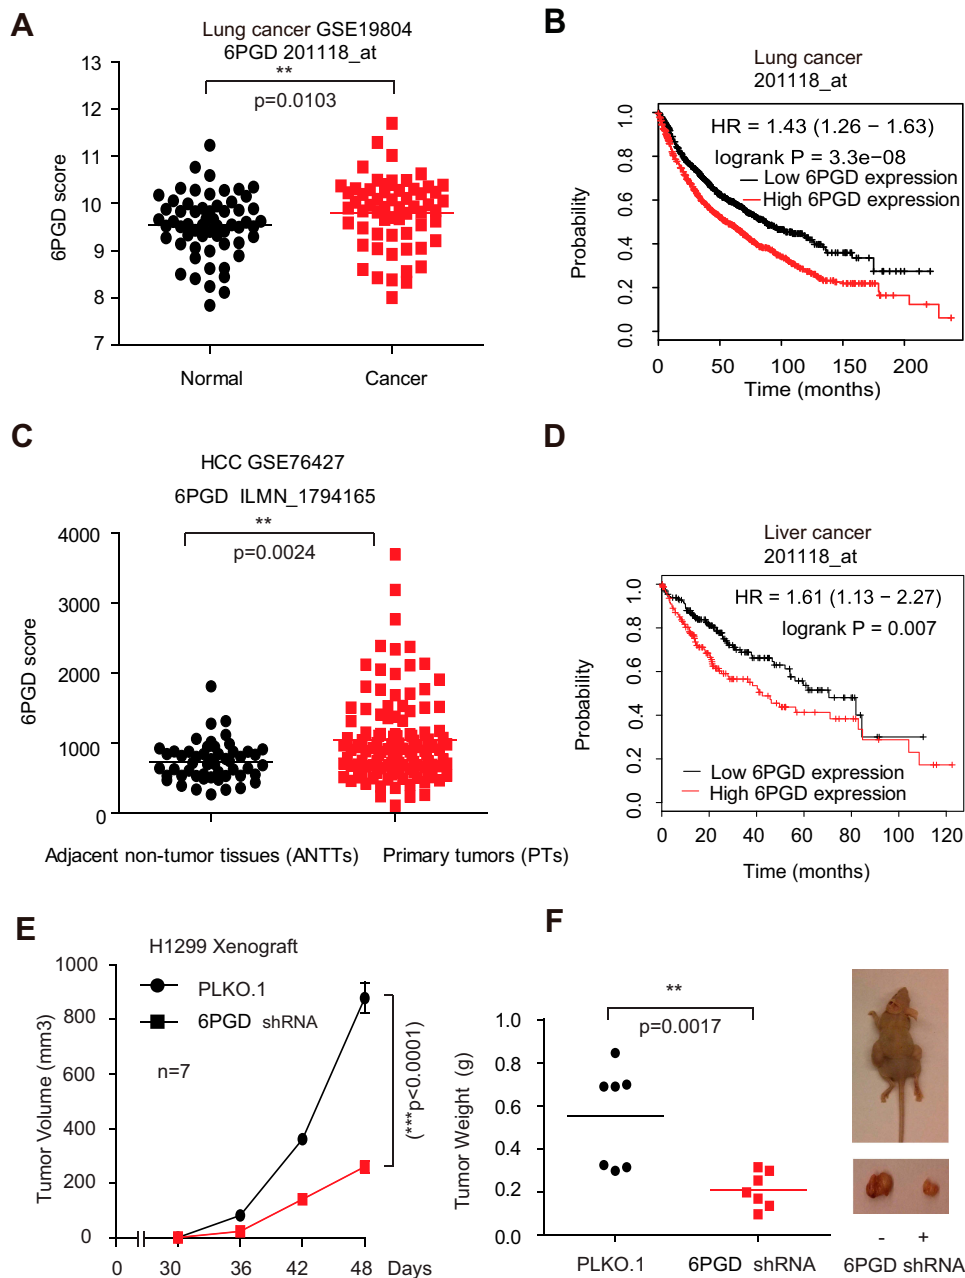 A
Lung cancer GSE19804
6PGD 201118_at
**
p=0.0103
6PGD score
13
12
11
10
9
8
7
Normal
Cancer
B
Lung cancer
201118_at
HR = 1.43 (1.26 − 1.63)
logrank P = 3.3e−08
Low 6PGD expression
High 6PGD expression
Probability
1.0
0.8
0.6
0.4
0.2
0.0
0 50 100 150 200
Time (months)
C
HCC GSE76427
6PGD ILMN_1794165
**
p=0.0024
6PGD score
4000
3000
2000
1000
0
Adjacent non-tumor tissues (ANTTs)
Primary tumors (PTs)
D
Liver cancer
201118_at
HR = 1.61 (1.13 − 2.27)
logrank P = 0.007
Low 6PGD expression
High 6PGD expression
Probability
1.0
0.8
0.6
0.4
0.2
0.0
0 20 40 60 80 100 120
Time (months)
E
H1299 Xenograft
PLKO.1
6PGD shRNA
n=7
(***p<0.0001)
Tumor Volume (mm3)
1000
800
600
400
200
0
0 30 36 42 48 Days
F
**
p=0.0017
Tumor Weight (g)
1.0
0.8
0.6
0.4
0.2
0.0
PLKO.1
6PGD shRNA
- +
6PGD shRNA